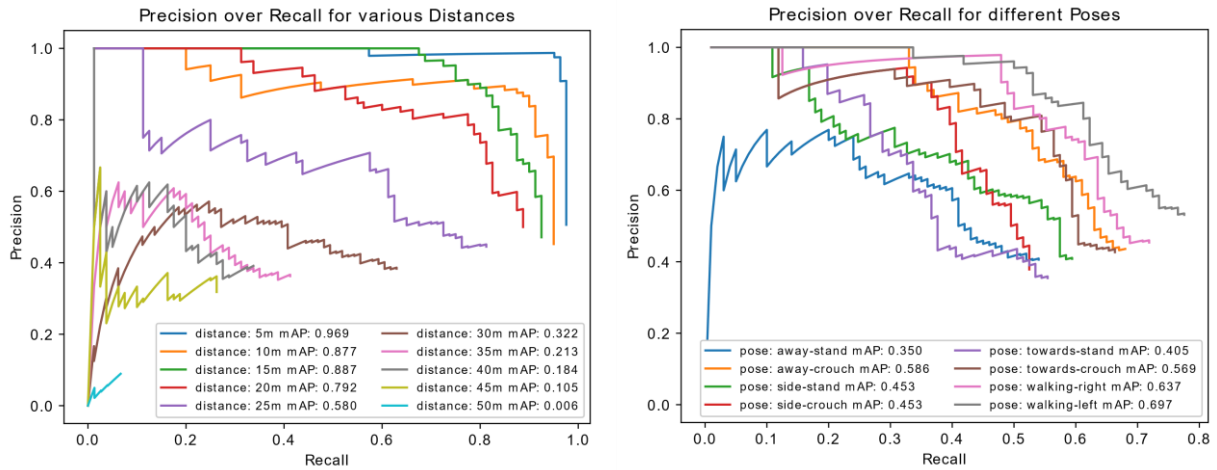 Precision over Recall for various Distances
1.0
0.8
0.6
0.4
0.2
0.0
Precision
distance: 5m mAP: 0.969
distance: 10m mAP: 0.877
distance: 15m mAP: 0.887
distance: 20m mAP: 0.792
distance: 25m mAP: 0.580
distance: 30m mAP: 0.322
distance: 35m mAP: 0.213
distance: 40m mAP: 0.184
distance: 45m mAP: 0.105
distance: 50m mAP: 0.006
0.0 0.2 0.4 0.6 0.8 1.0
Recall
Precision over Recall for different Poses
1.0
0.8
0.6
0.4
0.2
0.0
Precision
pose: away-stand mAP: 0.350
pose: away-crouch mAP: 0.586
pose: side-stand mAP: 0.453
pose: side-crouch mAP: 0.453
pose: towards-stand mAP: 0.405
pose: towards-crouch mAP: 0.569
pose: walking-right mAP: 0.637
pose: walking-left mAP: 0.697
0.0 0.1 0.2 0.3 0.4 0.5 0.6 0.7 0.8
Recall